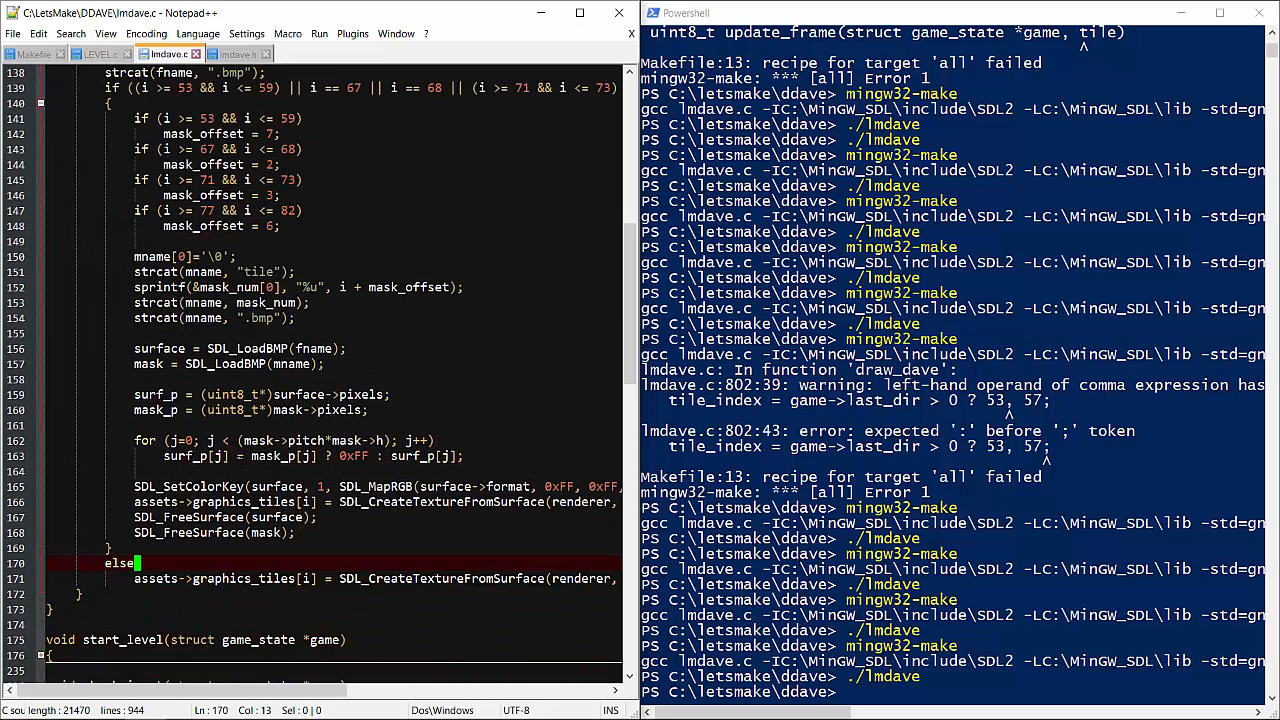 C:\LetsMake\DDAVE\lmdave.c - Notepad++
File Edit Search View Encoding Language Settings Macro Run Plugins Window ?
X
Makefile
LEVEL.c
lmdave.c
lmdave.h
138 strcat(fname, ".bmp");
139 if ((i >= 53 && i <= 59) || i == 67 || i == 68 || (i >= 71 && i <= 73)
140 {
141 if (i >= 53 && i <= 59)
142 mask_offset = 7;
143 if (i >= 67 && i <= 68)
144 mask_offset = 2;
145 if (i >= 71 && i <= 73)
146 mask_offset = 3;
147 if (i >= 77 && i <= 82)
148 mask_offset = 6;
149
150 mname[0]='\0';
151 strcat(mname, "tile");
152 sprintf(&mask_num[0], "%u", i + mask_offset);
153 strcat(mname, mask_num);
154 strcat(mname, ".bmp");
155
156 surface = SDL_LoadBMP(fname);
157 mask = SDL_LoadBMP(mname);
158
159 surf_p = (uint8_t*)surface->pixels;
160 mask_p = (uint8_t*)mask->pixels;
161
162 for (j=0; j < (mask->pitch*mask->h); j++)
163 surf_p[j] = mask_p[j] ? 0xFF : surf_p[j];
164
165 SDL_SetColorKey(surface, 1, SDL_MapRGB(surface->format, 0xFF, 0xFF,
166 assets->graphics_tiles[i] = SDL_CreateTextureFromSurface(renderer,
167 SDL_FreeSurface(surface);
168 SDL_FreeSurface(mask);
169 }
170 else
171 assets->graphics_tiles[i] = SDL_CreateTextureFromSurface(renderer,
172 }
173 }
174
175 void start_level(struct game_state *game)
176 {
235
C sou length : 21470 lines : 944 Ln : 170 Col : 13 Sel : 0 | 0 Dos\Windows UTF-8 INS
Powershell
uint8_t update_frame(struct game_state *game, tile)
^
Makefile:13: recipe for target 'all' failed
mingw32-make: *** [all] Error 1
PS C:\letsmake\ddave> mingw32-make
gcc lmdave.c -IC:\MinGW_SDL\include\SDL2 -LC:\MinGW_SDL\lib -std=gn
PS C:\letsmake\ddave> ./lmdave
PS C:\letsmake\ddave> ./lmdave
PS C:\letsmake\ddave> mingw32-make
gcc lmdave.c -IC:\MinGW_SDL\include\SDL2 -LC:\MinGW_SDL\lib -std=gn
PS C:\letsmake\ddave> ./lmdave
PS C:\letsmake\ddave> mingw32-make
gcc lmdave.c -IC:\MinGW_SDL\include\SDL2 -LC:\MinGW_SDL\lib -std=gn
PS C:\letsmake\ddave> ./lmdave
PS C:\letsmake\ddave> mingw32-make
gcc lmdave.c -IC:\MinGW_SDL\include\SDL2 -LC:\MinGW_SDL\lib -std=gn
PS C:\letsmake\ddave> ./lmdave
PS C:\letsmake\ddave> mingw32-make
gcc lmdave.c -IC:\MinGW_SDL\include\SDL2 -LC:\MinGW_SDL\lib -std=gn
PS C:\letsmake\ddave> ./lmdave
PS C:\letsmake\ddave> mingw32-make
gcc lmdave.c -IC:\MinGW_SDL\include\SDL2 -LC:\MinGW_SDL\lib -std=gn
lmdave.c: In function 'draw_dave':
lmdave.c:802:39: warning: left-hand operand of comma expression has
tile_index = game->last_dir > 0 ? 53, 57;
^
lmdave.c:802:43: error: expected ':' before ';' token
tile_index = game->last_dir > 0 ? 53, 57;
^
Makefile:13: recipe for target 'all' failed
mingw32-make: *** [all] Error 1
PS C:\letsmake\ddave> mingw32-make
gcc lmdave.c -IC:\MinGW_SDL\include\SDL2 -LC:\MinGW_SDL\lib -std=gn
PS C:\letsmake\ddave> ./lmdave
PS C:\letsmake\ddave> mingw32-make
gcc lmdave.c -IC:\MinGW_SDL\include\SDL2 -LC:\MinGW_SDL\lib -std=gn
PS C:\letsmake\ddave> ./lmdave
PS C:\letsmake\ddave> mingw32-make
gcc lmdave.c -IC:\MinGW_SDL\include\SDL2 -LC:\MinGW_SDL\lib -std=gn
PS C:\letsmake\ddave> ./lmdave
PS C:\letsmake\ddave> mingw32-make
gcc lmdave.c -IC:\MinGW_SDL\include\SDL2 -LC:\MinGW_SDL\lib -std=gn
PS C:\letsmake\ddave> ./lmdave
PS C:\letsmake\ddave>